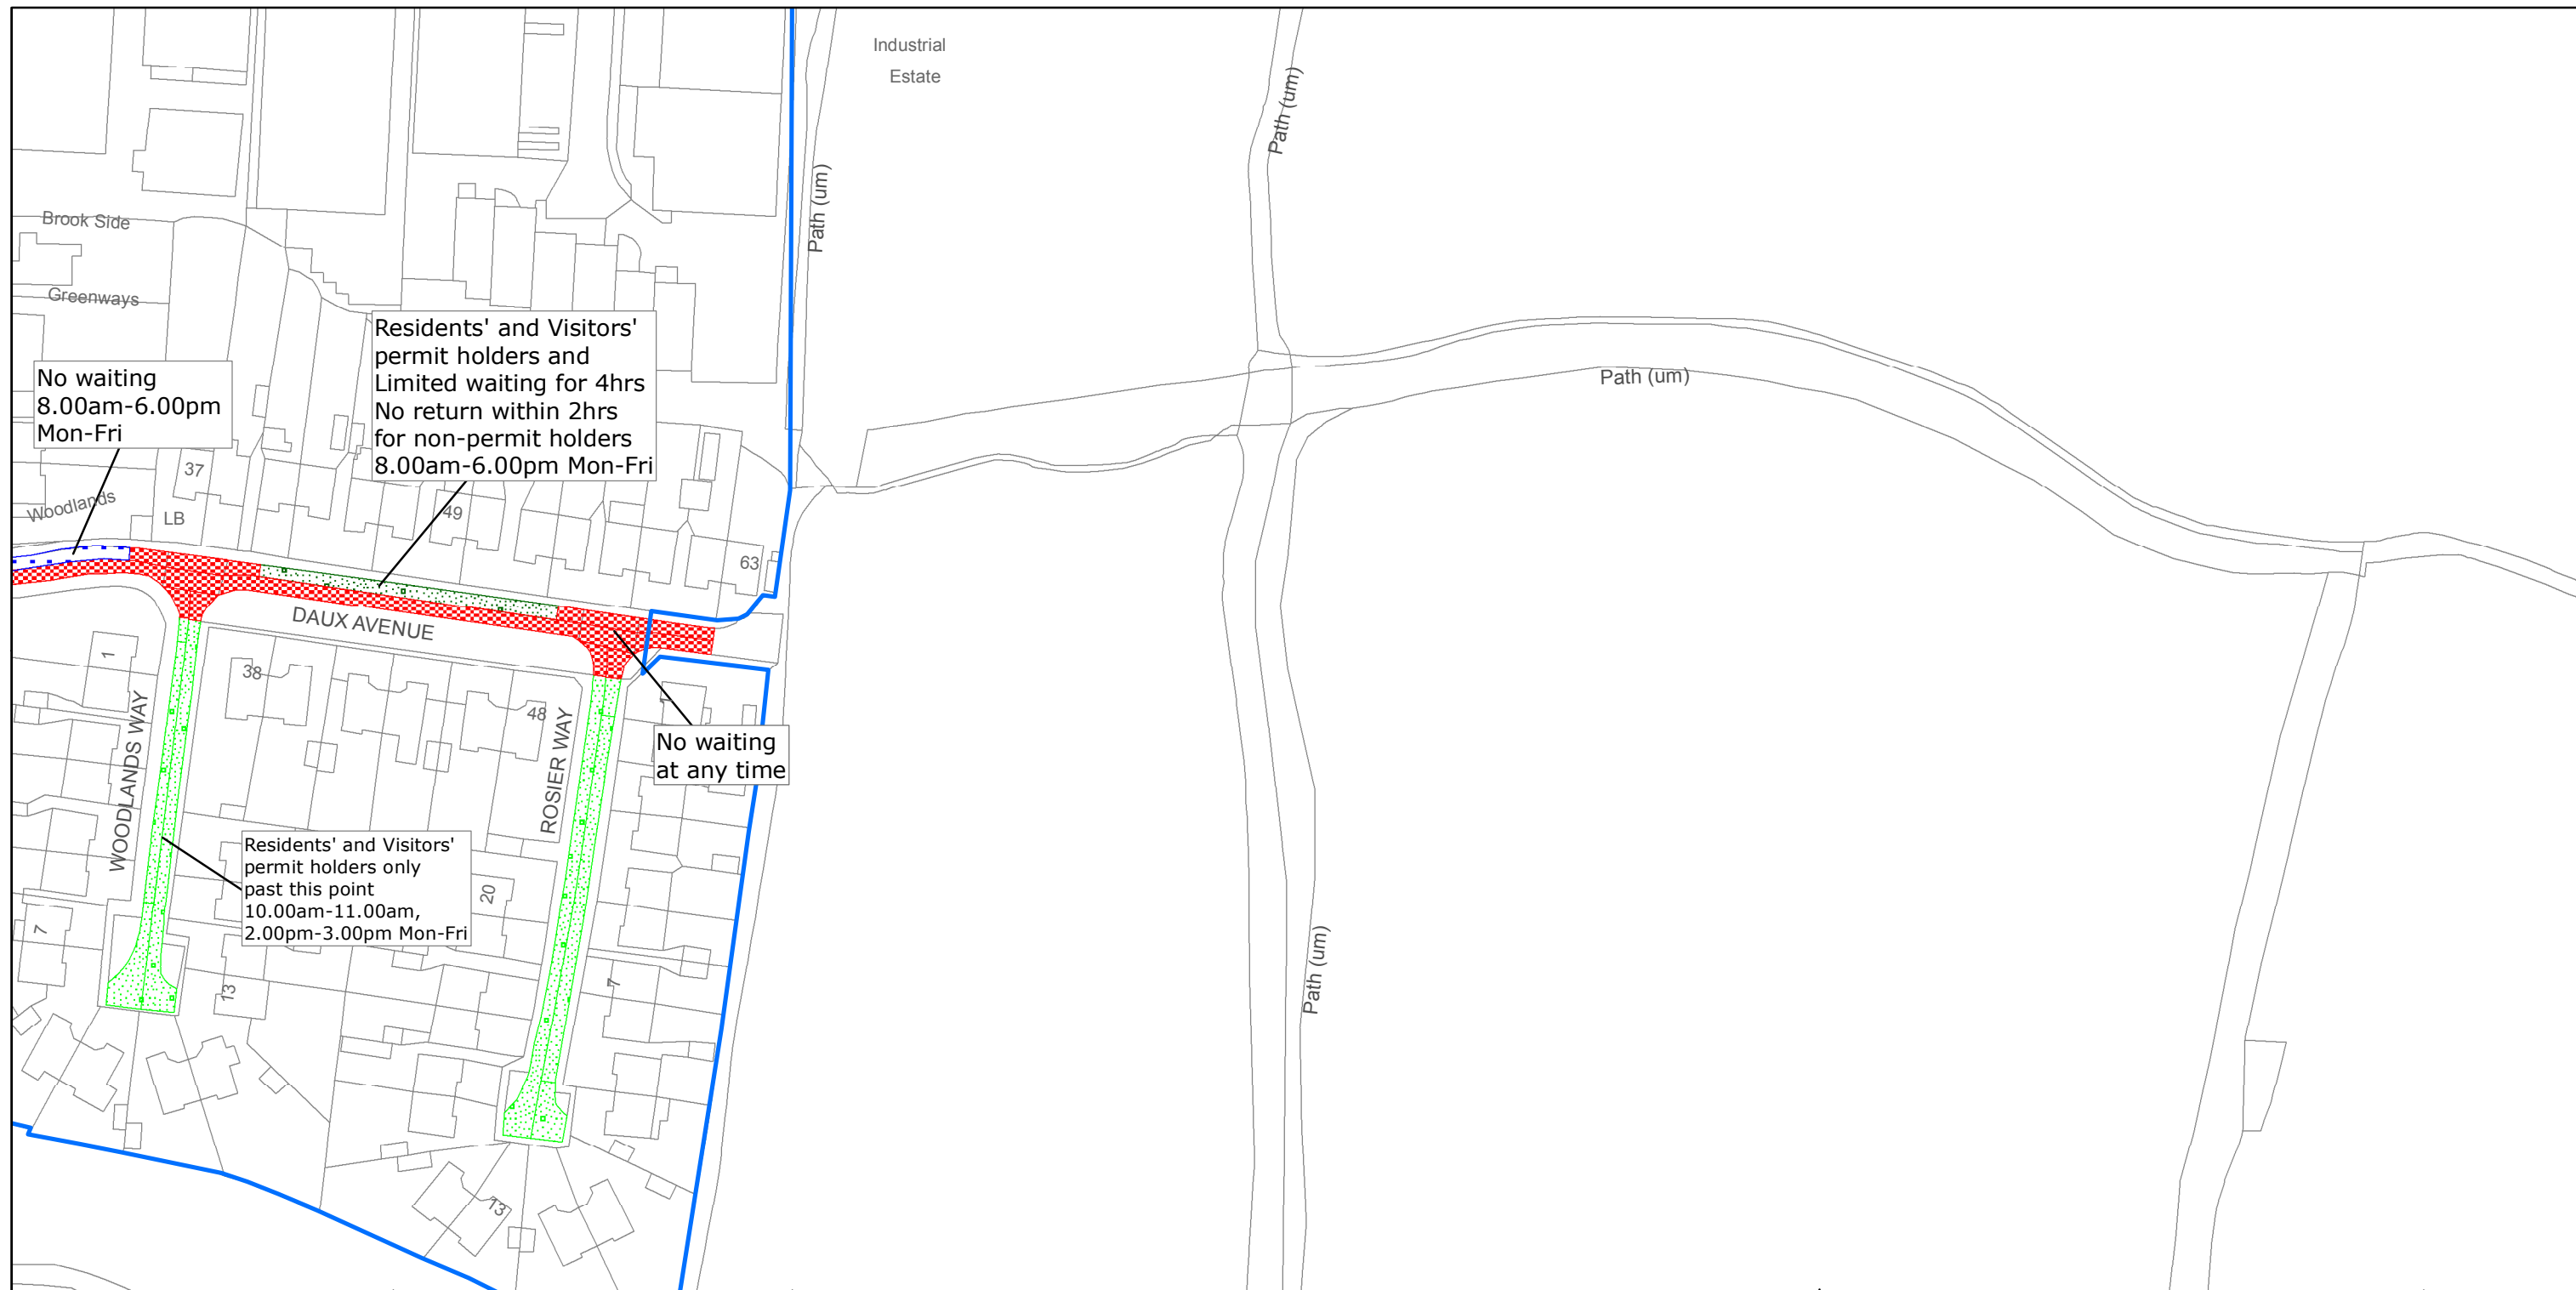 Industrial
Estate
Path (um)
Path (um)
Brook Side
Greenways
Residents' and Visitors'
permit holders and
Limited waiting for 4hrs
No return within 2hrs
for non-permit holders
8.00am-6.00pm Mon-Fri
No waiting
8.00am-6.00pm
Mon-Fri
Path (um)
37
Woodlands
LB
49
63
DAUX AVENUE
1
38
48
1
WOODLANDS WAY
ROSIER WAY
No waiting
at any time
Residents' and Visitors'
permit holders only
past this point
10.00am-11.00am,
2.00pm-3.00pm Mon-Fri
20
7
13
7
Path (um)
13